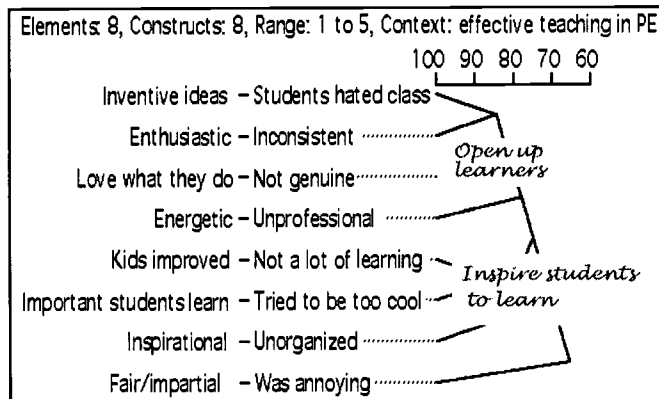 Elements: 8, Constructs: 8, Range: 1 to 5, Context: effective teaching in PE
100 90 80 70 60
Inventive ideas – Students hated class
Enthusiastic – Inconsistent
Open up
learners
Love what they do – Not genuine
Energetic – Unprofessional
Kids improved – Not a lot of learning
Inspire students
to learn
Important students learn – Tried to be too cool
Inspirational – Unorganized
Fair/impartial – Was annoying